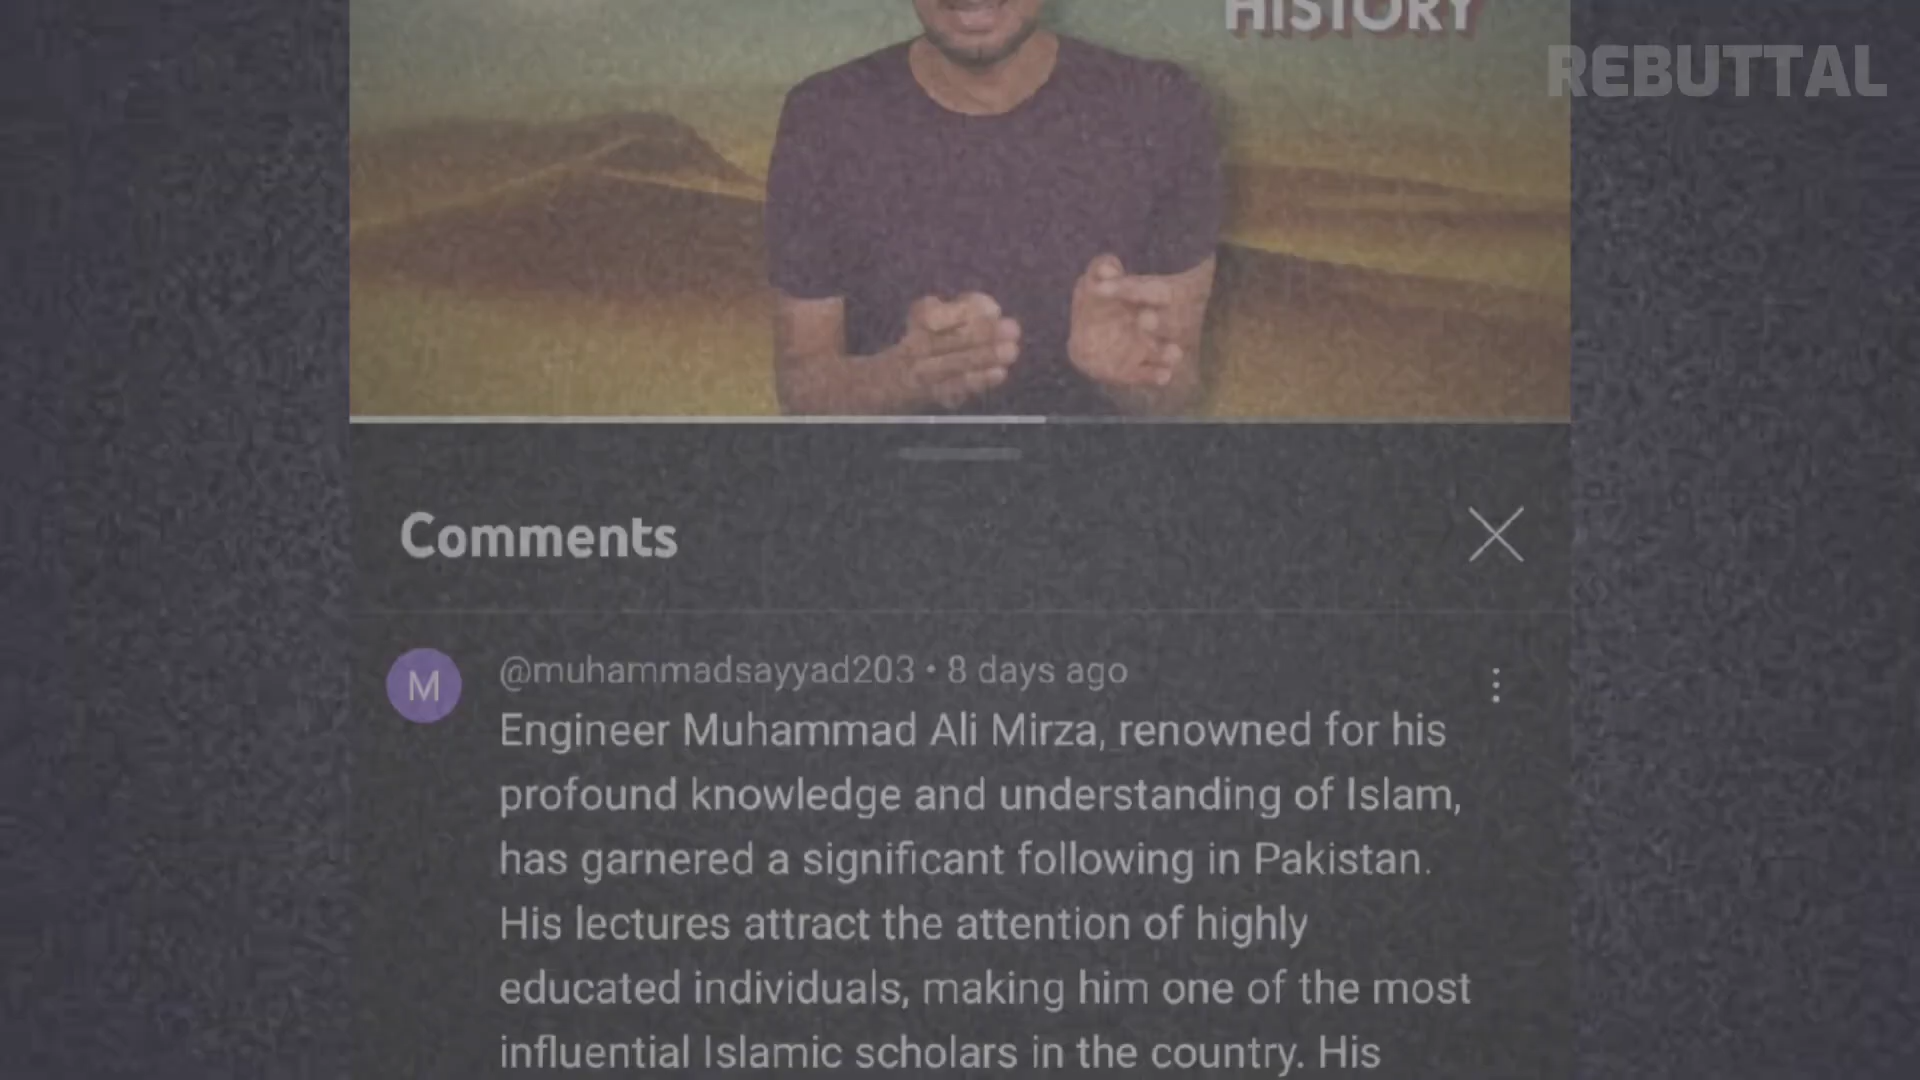 HISTORY
REBUTTAL
Comments
M
@muhammadsayyad203 • 8 days ago
Engineer Muhammad Ali Mirza, renowned for his
profound knowledge and understanding of Islam,
has garnered a significant following in Pakistan.
His lectures attract the attention of highly
educated individuals, making him one of the most
influential Islamic scholars in the country. His